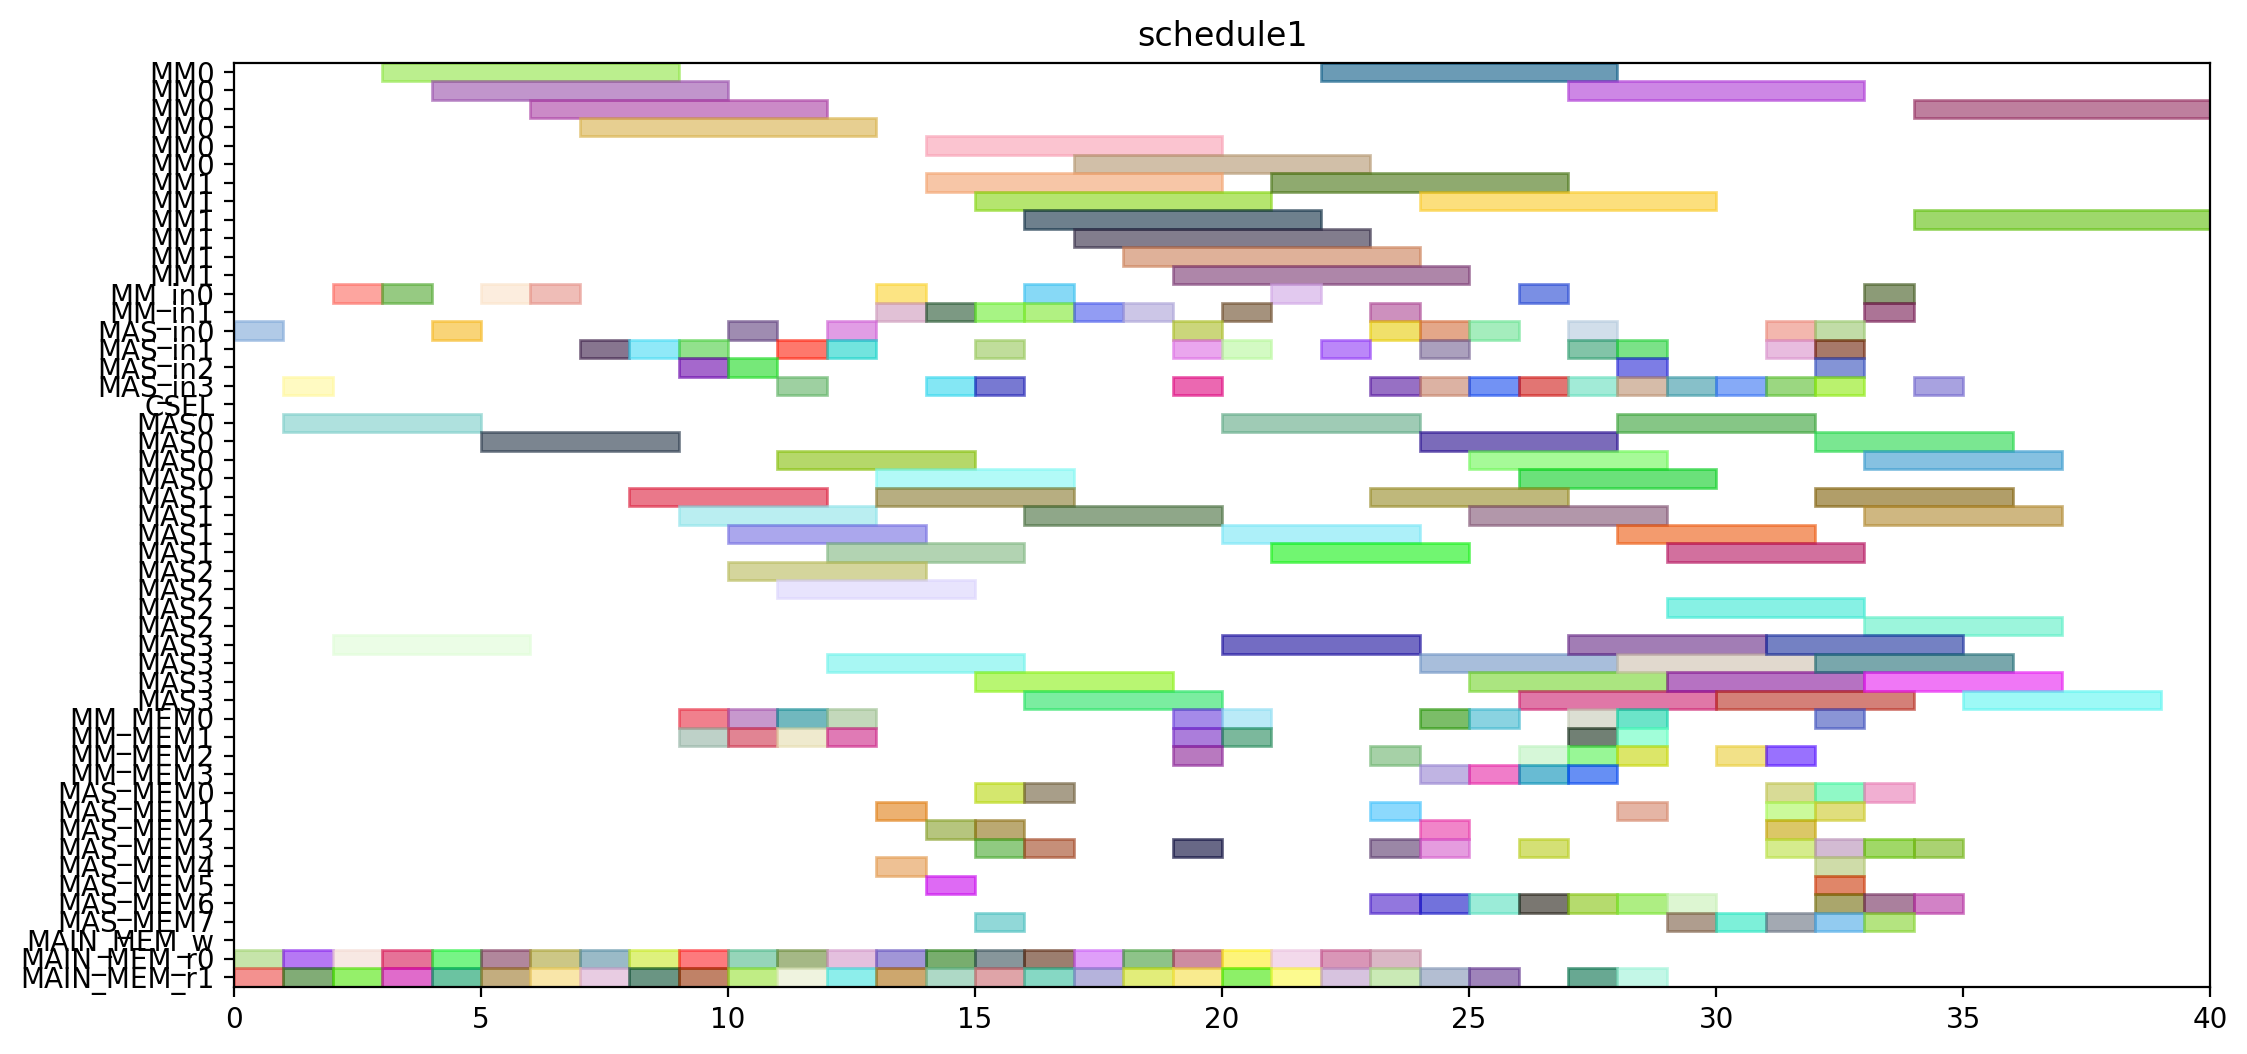 schedule1
MM0
MM0
MM0
MM0
MM0
MM0
MM1
MM1
MM1
MM1
MM1
MM1
MM_in0
MM_in1
MAS_in0
MAS_in1
MAS_in2
MAS_in3
CSEL
MAS0
MAS0
MAS0
MAS0
MAS1
MAS1
MAS1
MAS1
MAS2
MAS2
MAS2
MAS2
MAS3
MAS3
MAS3
MAS3
MM_MEM0
MM_MEM1
MM_MEM2
MM_MEM3
MAS_MEM0
MAS_MEM1
MAS_MEM2
MAS_MEM3
MAS_MEM4
MAS_MEM5
MAS_MEM6
MAS_MEM7
MAIN_MEM_w
MAIN_MEM_r0
MAIN_MEM_r1
0 5 10 15 20 25 30 35 40